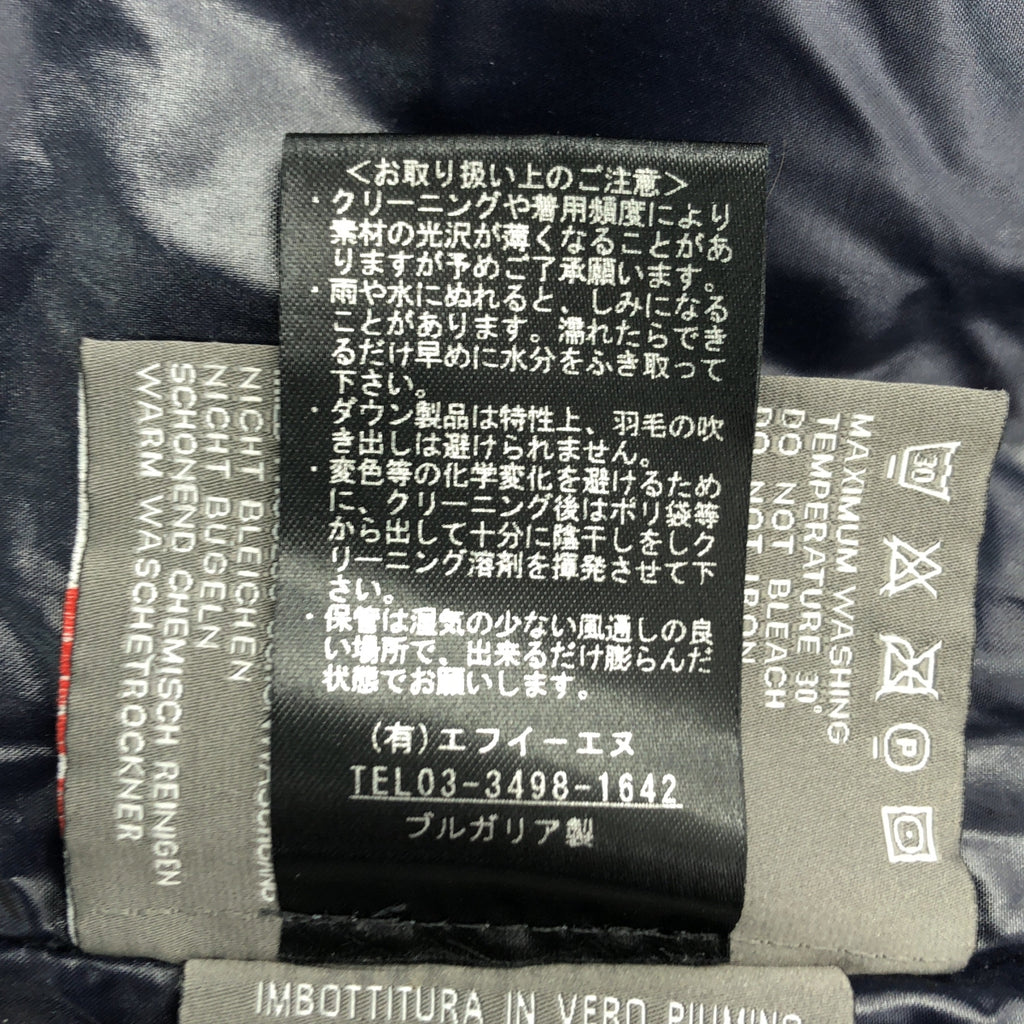 ＜お取り扱い上のご注意＞
・クリーニングや着用頻度により
素材の光沢が薄くなることがあ
りますが予めご了承願います。
・雨や水にぬれると、しみになる
ことがあります。濡れたらでき
るだけ早めに水分をふき取って
下さい。
・ダウン製品は特性上、羽毛の吹
き出しは避けられません。
・変色等の化学変化を避けるため
に、クリーニング後はポリ袋等
から出して十分に陰干しをしク
リーニング溶剤を揮発させて下
さい。
・保管は湿気の少ない風通しの良
い場所で、出来るだけ膨らんだ
状態でお願いします。
(有)エフイーエヌ
TEL03-3498-1642
ブルガリア製
MAXIMUM WASHING
TEMPERATURE 30°
DO NOT BLEACH
DO NOT IRON
30
P
NICHT BLEICHEN
NICHT BUGELN
SCHONEND CHEMISCH REINIGEN
WARM WASCHETROCKNER
IMBOTTITURA IN VERO PIUMINO